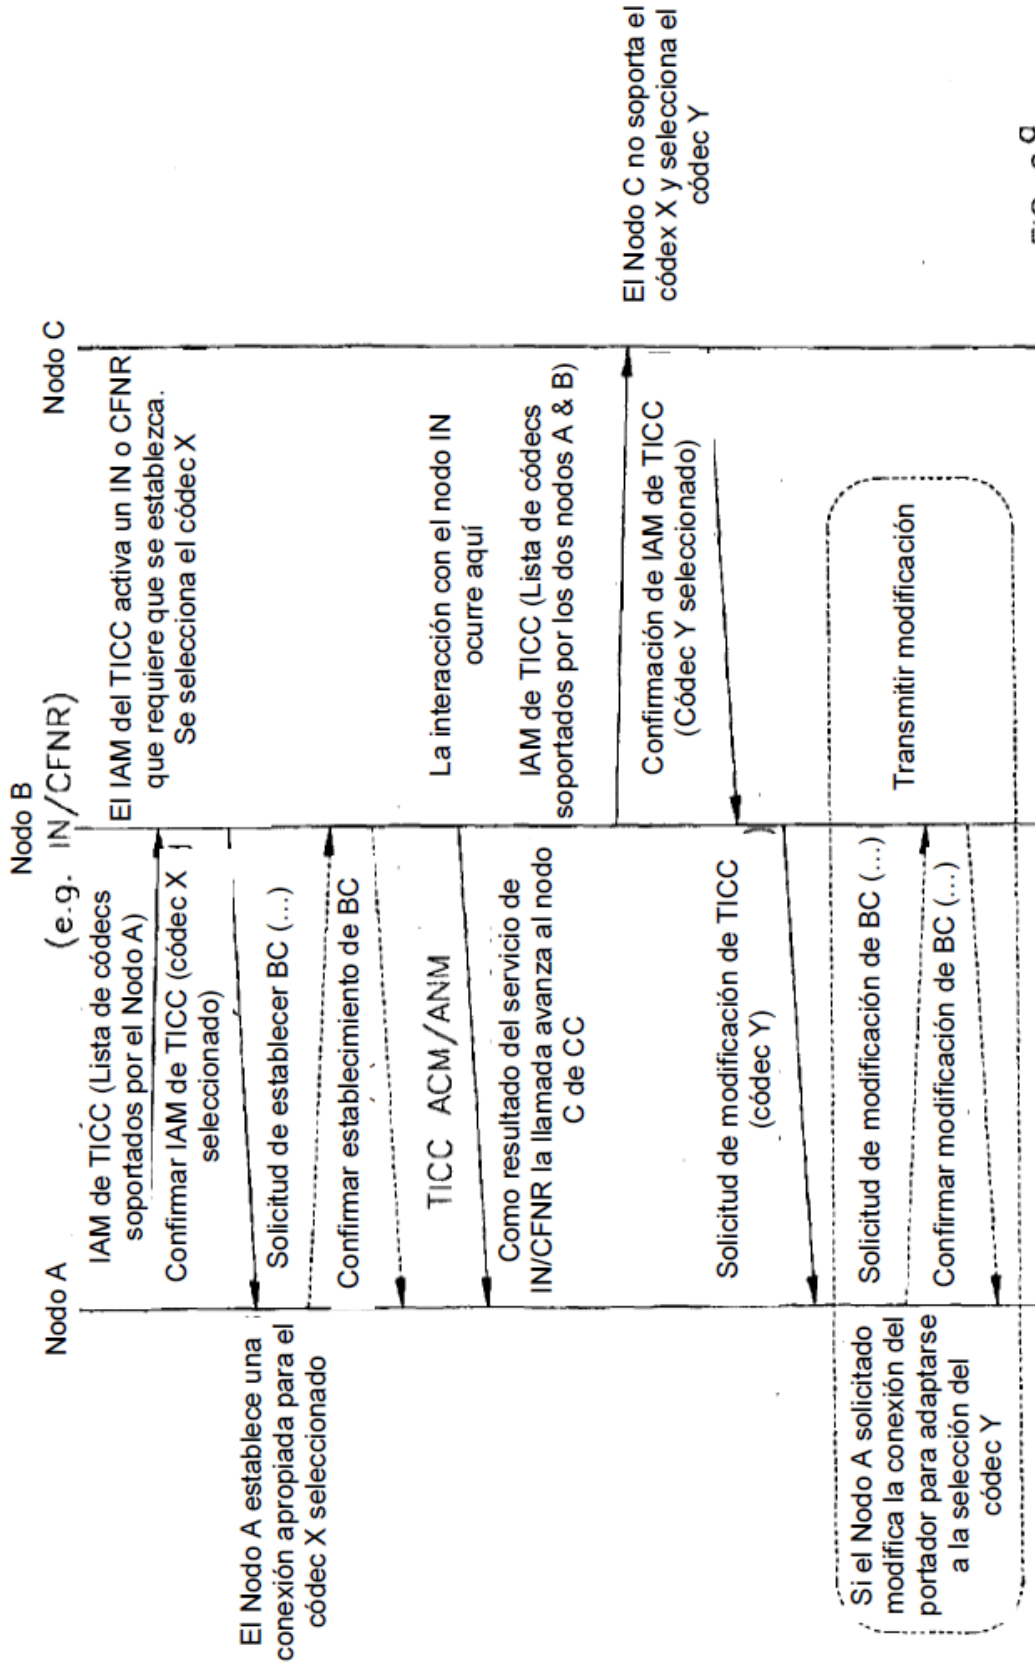 Nodo A
Nodo B
(e.g. IN/CFNR)
Nodo C
IAM de TICC (Lista de códecs
soportados por el Nodo A)
El IAM del TICC activa un IN o CFNR
que requiere que se establezca.
Se selecciona el códec X
Confirmar IAM de TICC (códec X
seleccionado)
El Nodo A establece una
conexión apropiada para el
códec X seleccionado
Solicitud de establecer BC (...)
Confirmar establecimiento de BC
TICC ACM/ANM
La interacción con el nodo IN
ocurre aquí
Como resultado del servicio de
IN/CFNR la llamada avanza al nodo
C de CC
IAM de TICC (Lista de códecs
soportados por los dos nodos A & B)
El Nodo C no soporta el
códex X y selecciona el
códec Y
Confirmación de IAM de TICC
(Códec Y seleccionado)
Solicitud de modificación de TICC
(códec Y)
Si el Nodo A solicitado
modifica la conexión del
portador para adaptarse
a la selección del
códec Y
Solicitud de modificación de BC (...)
Confirmar modificación de BC (...)
Transmitir modificación